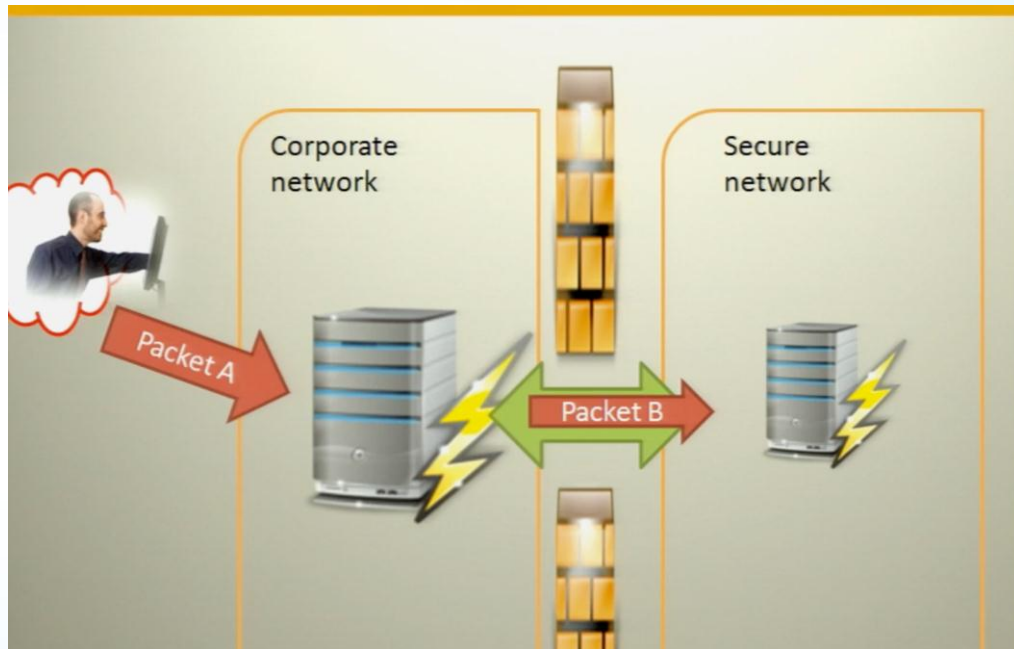 Corporate
network
Secure
network
Packet A
Packet B